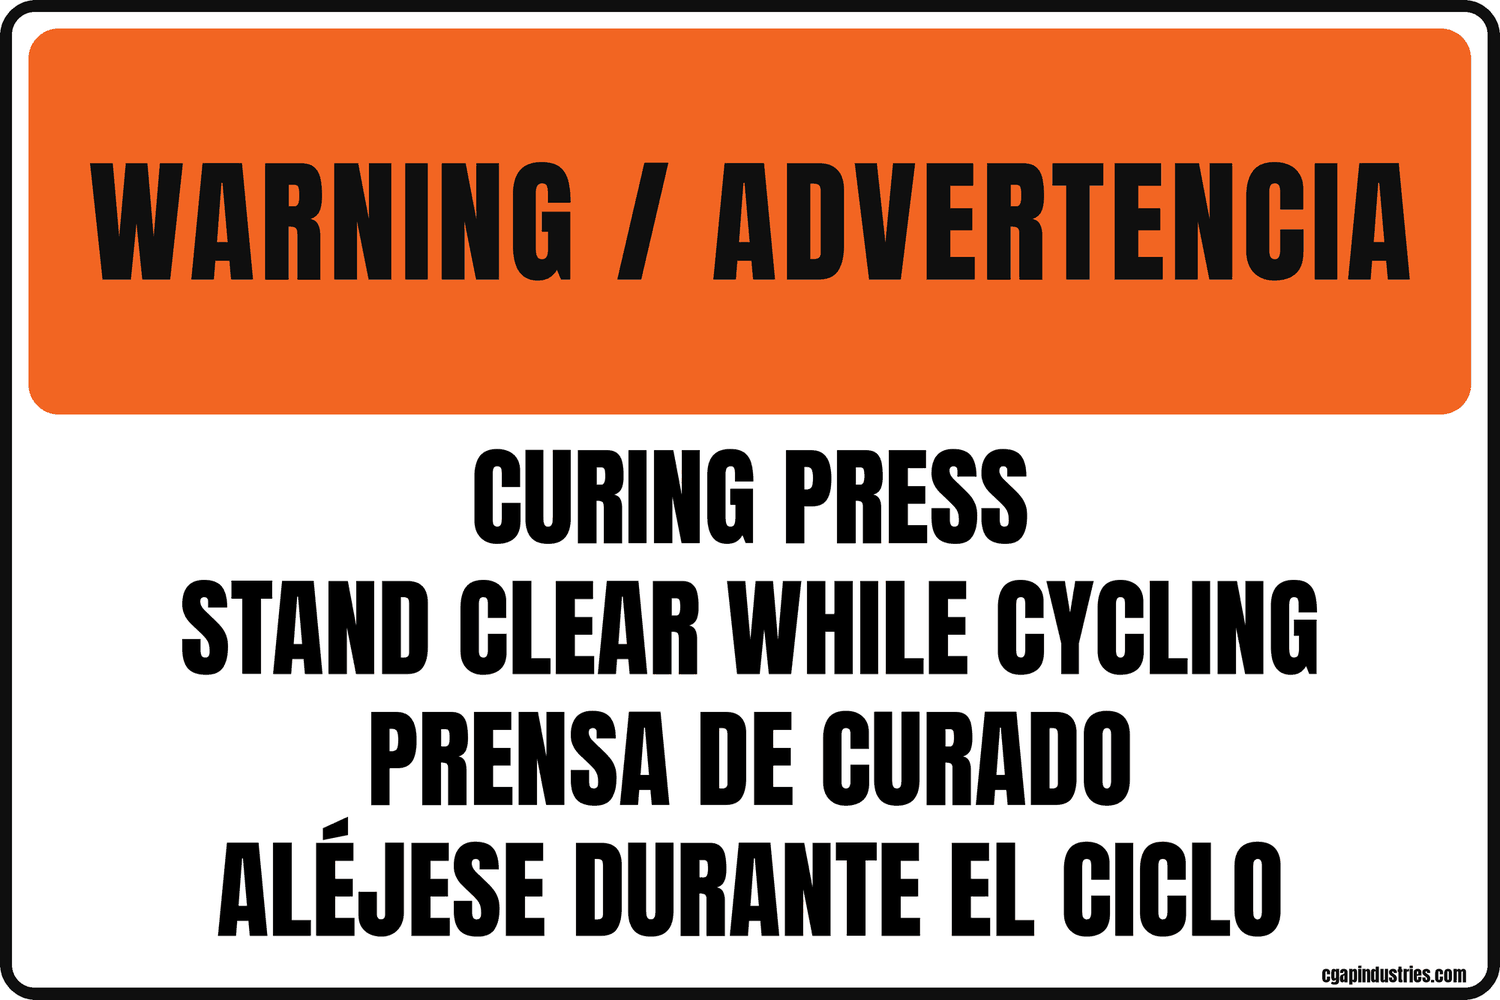 WARNING / ADVERTENCIA
CURING PRESS
STAND CLEAR WHILE CYCLING
PRENSA DE CURADO
ALÉJESE DURANTE EL CICLO
cgapindustries.com